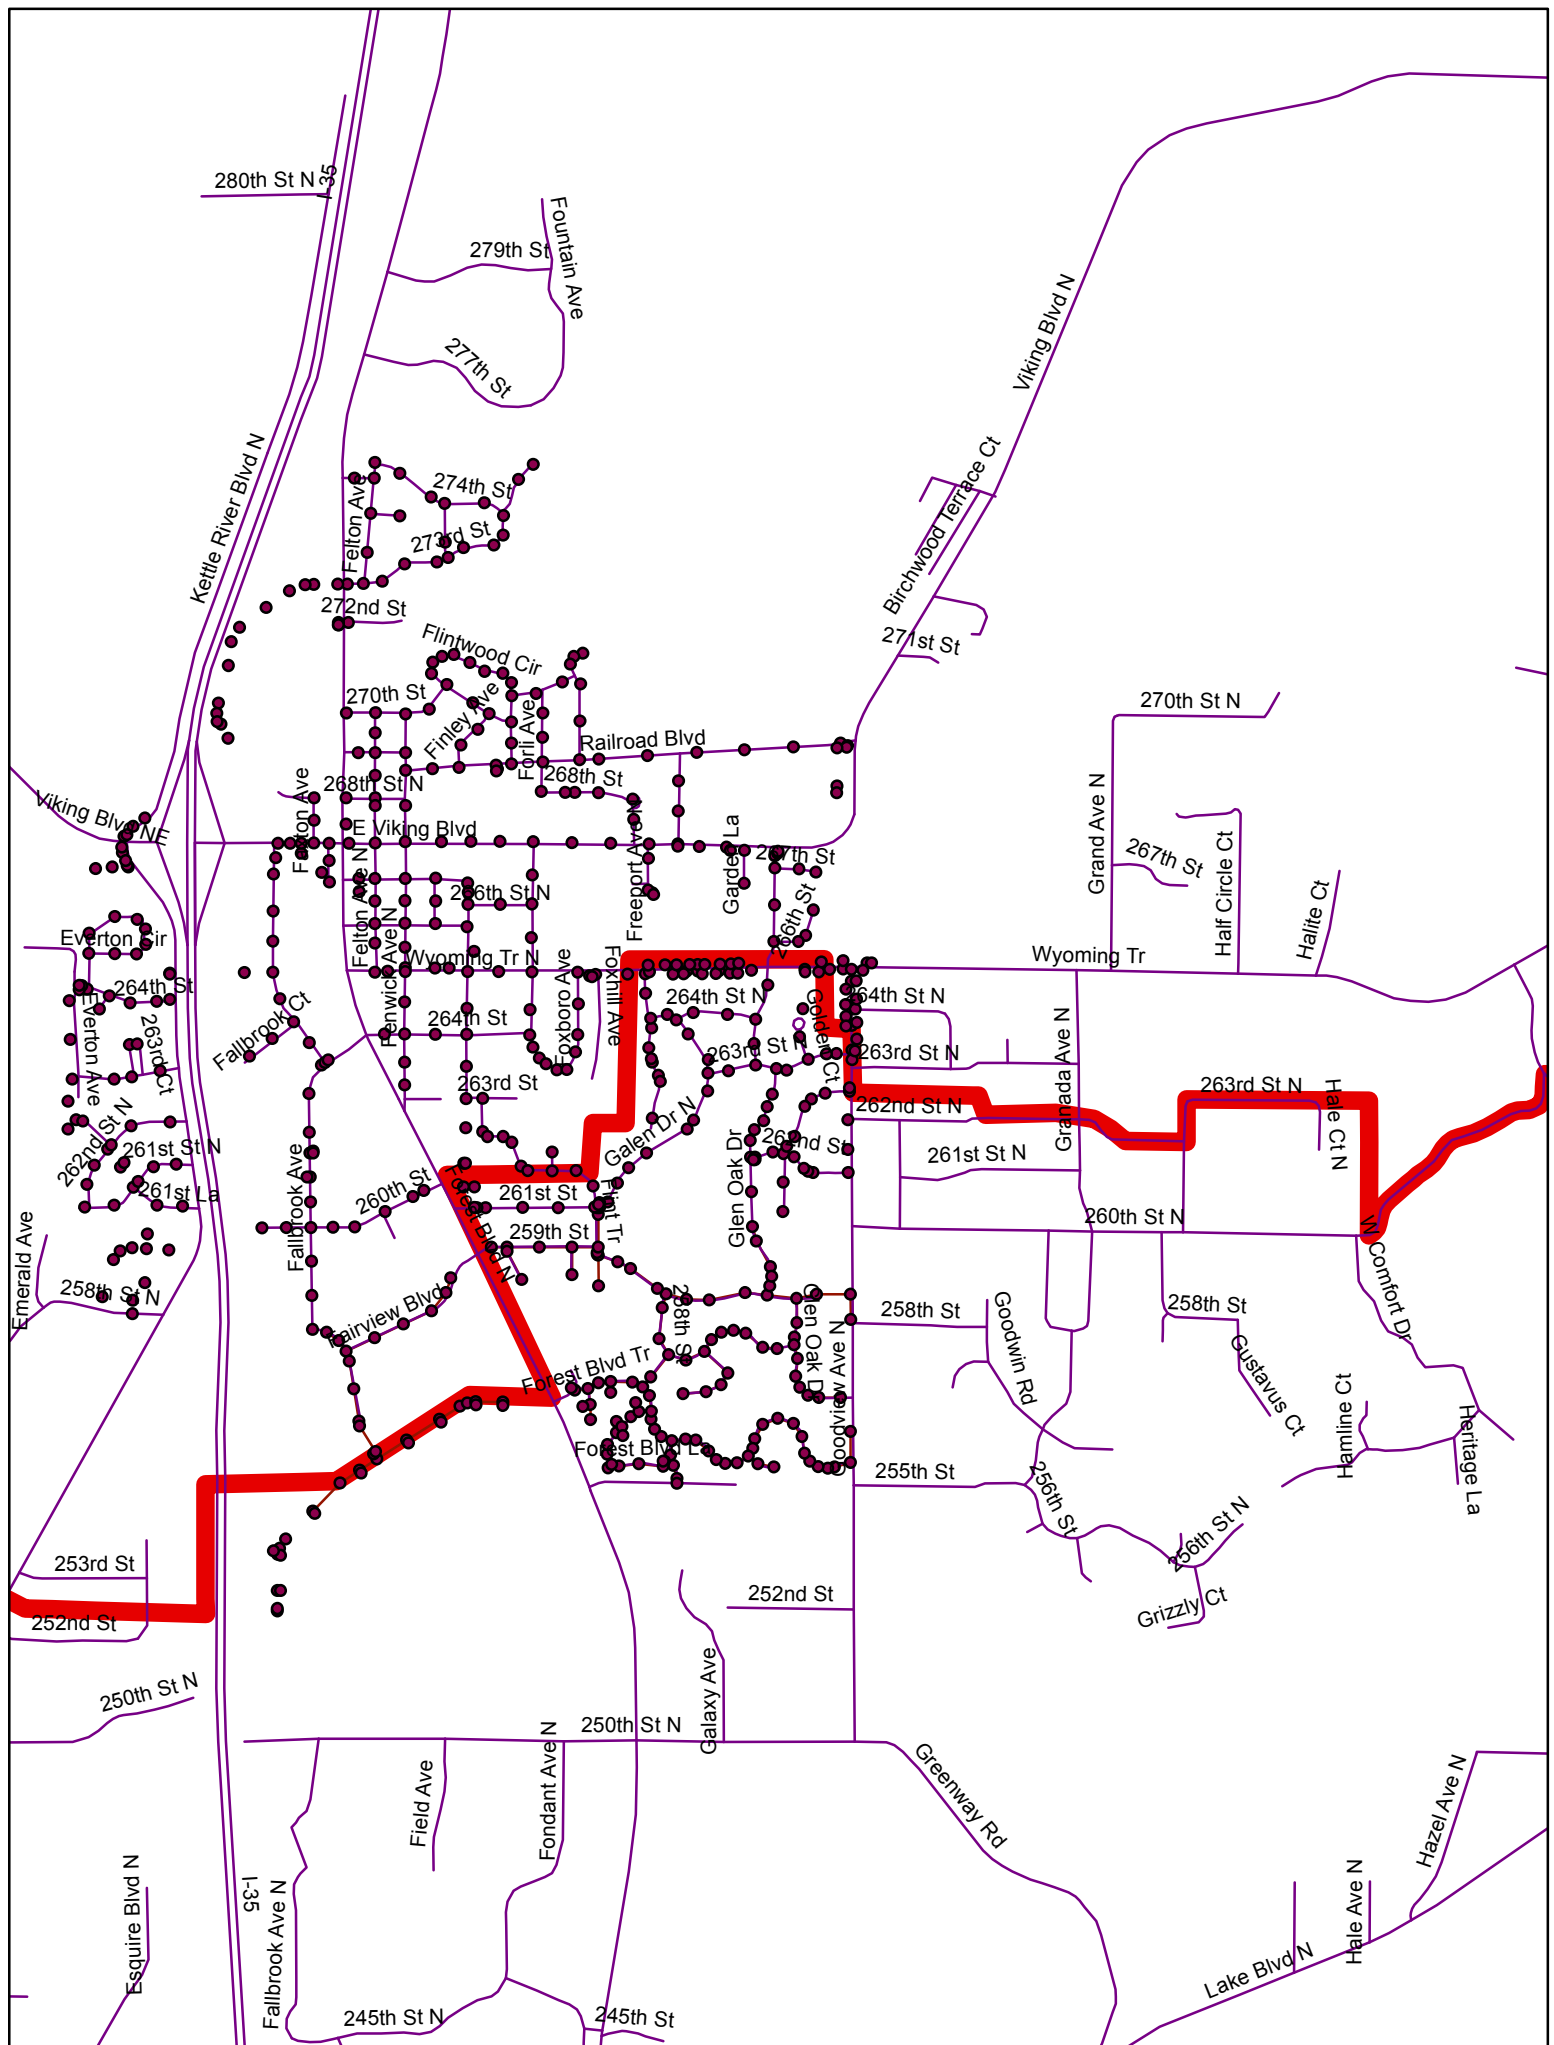 280th St N
I-35
279th St
Fountain Ave
277th St
Viking Blvd N
Kettle River Blvd N
Birchwood Terrace Ct
274th St
Felton Ave
273rd St
272nd St
Flintwood Cir
271st St
270th St
Finley Ave
Forli Ave
Railroad Blvd
270th St N
268th St N
268th St
Viking Blvd NE
E Viking Blvd
Freeport Ave N
Garden La
267th St
Grand Ave N
267th St
Half Circle Ct
Halite Ct
Felton Ave N
266th St N
266th St
Everton Cir
Fenwick Ave N
Wyoming Tr N
Foxboro Ave
Foxhill Ave
Wyoming Tr
264th St
Everton Ave
263rd Ct
Fallbrook Ct
264th St
264th St N
Golden Ct
264th St N
263rd St N
263rd St N
Granada Ave N
263rd St N
Hale Ct N
263rd St
262nd St N
262nd St N
261st St N
261st La
Galen Dr N
Glen Oak Dr
262nd St
261st St N
Fallbrook Ave
260th St
Forest Blvd N
261st St
Flint Tr
259th St
260th St N
W Comfort Dr
Emerald Ave
258th St N
Fairview Blvd
258th St
Glen Oak Dr
Woodview Ave N
258th St
Goodwin Rd
258th St
Gustavus Ct
Forest Blvd Tr
Forest Blvd La
Hamline Ct
Heritage La
255th St
256th St
256th St N
Grizzly Ct
253rd St
252nd St
252nd St
250th St N
250th St N
Galaxy Ave
Fondant Ave N
Field Ave
Greenway Rd
Hazel Ave N
Hale Ave N
Lake Blvd N
Esquire Blvd N
I-35
Fallbrook Ave N
245th St N
245th St